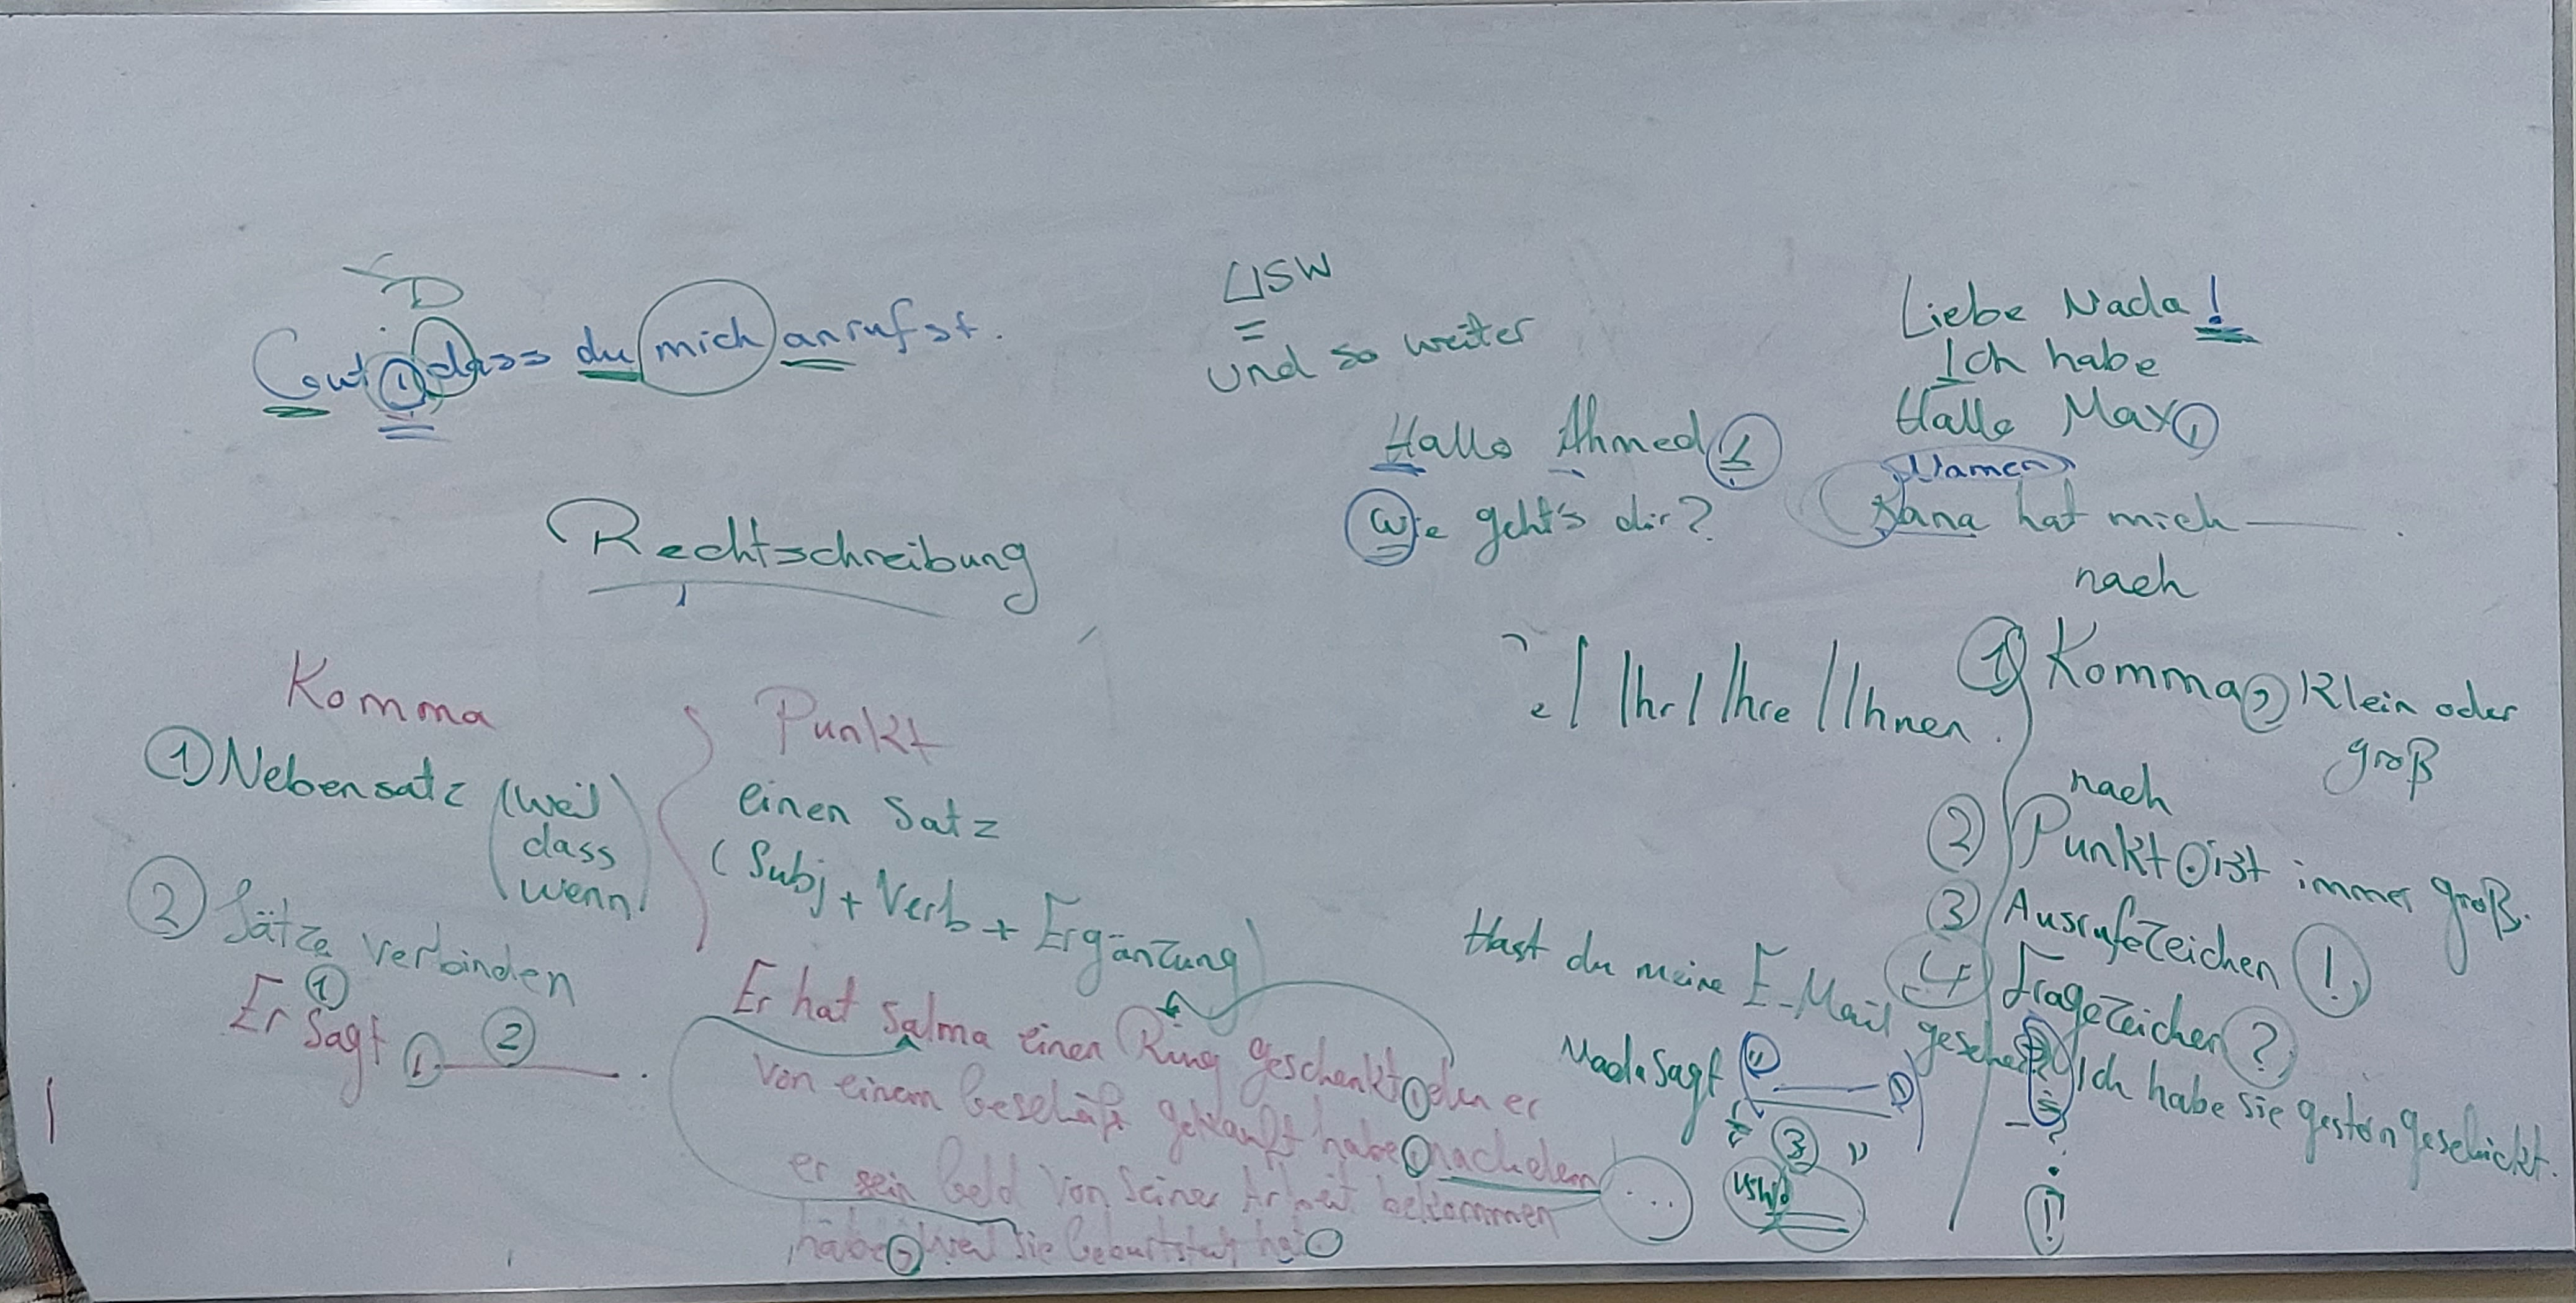 D
Gut, dass du mich anrufst.
USW
und so weiter
Liebe Nada!
Ich habe
Hallo Max,
Hallo Ahmed!
Wie geht's dir?
Namen
Nana hat mich .
Rechtschreibung
nach
① Komma, klein oder
groß
/ Ihr / Ihre / Ihnen.
nach
② Punkt . ist immer groß.
③ Ausrufezeichen !
④ Fragezeichen ?
Komma
① Nebensatz (weil
dass
wenn)
② Sätze verbinden
① ②
Er sagt, .
Punkt
einen Satz
(Subj + Verb + Ergänzung)
Er hat Salma einen Ring geschenkt, den er
von einem Geschäft gekauft habe, nachdem
er sein Geld von seiner Arbeit bekommen
habe, weil sie Geburtstag hat.
Hast du meine E-Mail ? Ich habe sie gestern geschickt.
Nada sagt
③ "
...
usw.
?
.
!